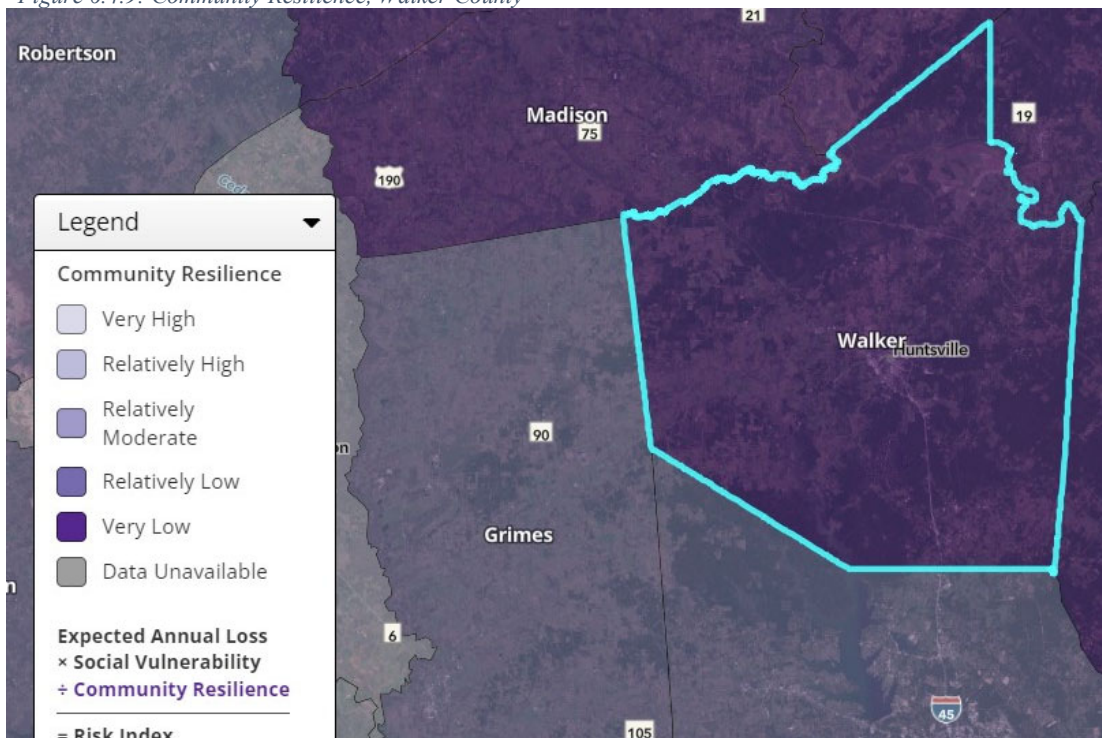 Figure 6.4.9: Community Resilience, Walker County
21
Robertson
Madison
75
19
190
Legend
Community Resilience
Very High
Relatively High
Relatively
Moderate
Relatively Low
Very Low
Data Unavailable
Expected Annual Loss
× Social Vulnerability
÷ Community Resilience
= Risk Index
Walker
Huntsville
90
Grimes
6
45
105